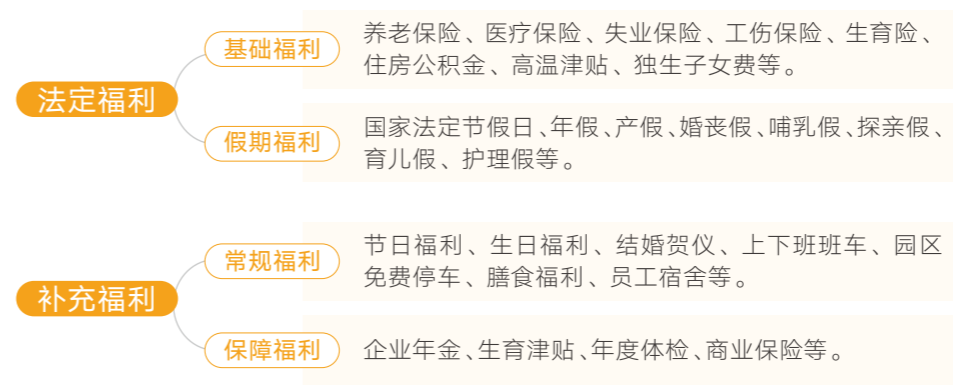 法定福利
基础福利
养老保险、医疗保险、失业保险、工伤保险、生育险、
住房公积金、高温津贴、独生子女费等。
假期福利
国家法定节假日、年假、产假、婚丧假、哺乳假、探亲假、
育儿假、护理假等。
补充福利
常规福利
节日福利、生日福利、结婚贺仪、上下班班车、园区
免费停车、膳食福利、员工宿舍等。
保障福利
企业年金、生育津贴、年度体检、商业保险等。